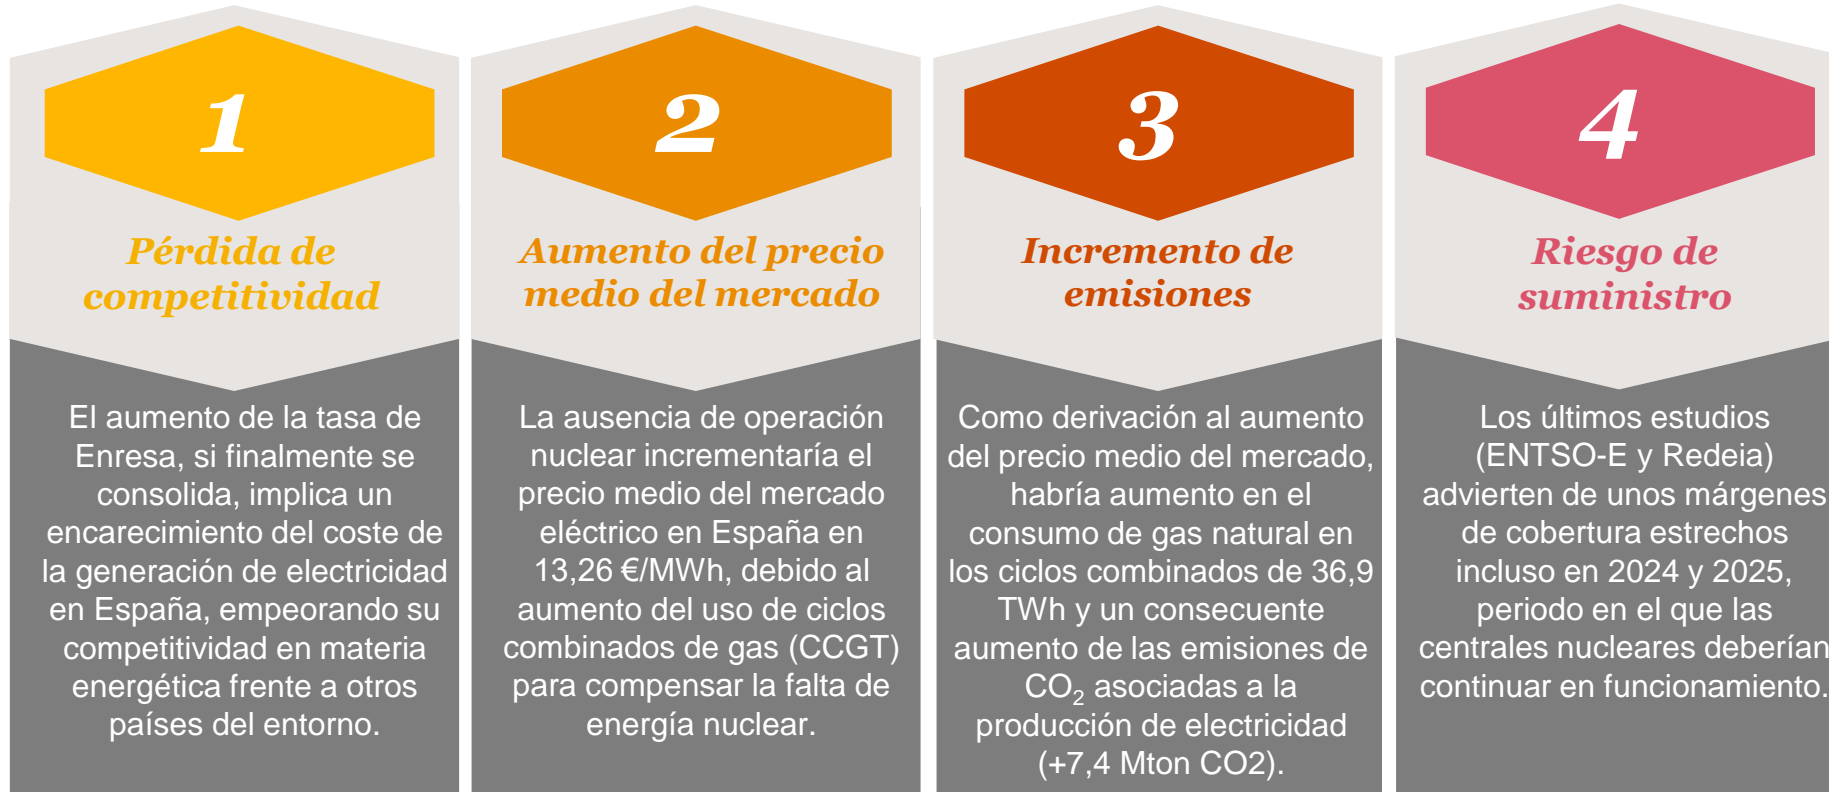 1
Pérdida de
competitividad
El aumento de la tasa de
Enresa, si finalmente se
consolida, implica un
encarecimiento del coste de
la generación de electricidad
en España, empeorando su
competitividad en materia
energética frente a otros
países del entorno.
2
Aumento del precio
medio del mercado
La ausencia de operación
nuclear incrementaría el
precio medio del mercado
eléctrico en España en
13,26 €/MWh, debido al
aumento del uso de ciclos
combinados de gas (CCGT)
para compensar la falta de
energía nuclear.
3
Incremento de
emisiones
Como derivación al aumento
del precio medio del mercado,
habría aumento en el
consumo de gas natural en
los ciclos combinados de 36,9
TWh y un consecuente
aumento de las emisiones de
CO₂ asociadas a la
producción de electricidad
(+7,4 Mton CO2).
4
Riesgo de
suministro
Los últimos estudios
(ENTSO-E y Redeia)
advierten de unos márgenes
de cobertura estrechos
incluso en 2024 y 2025,
periodo en el que las
centrales nucleares deberían
continuar en funcionamiento.